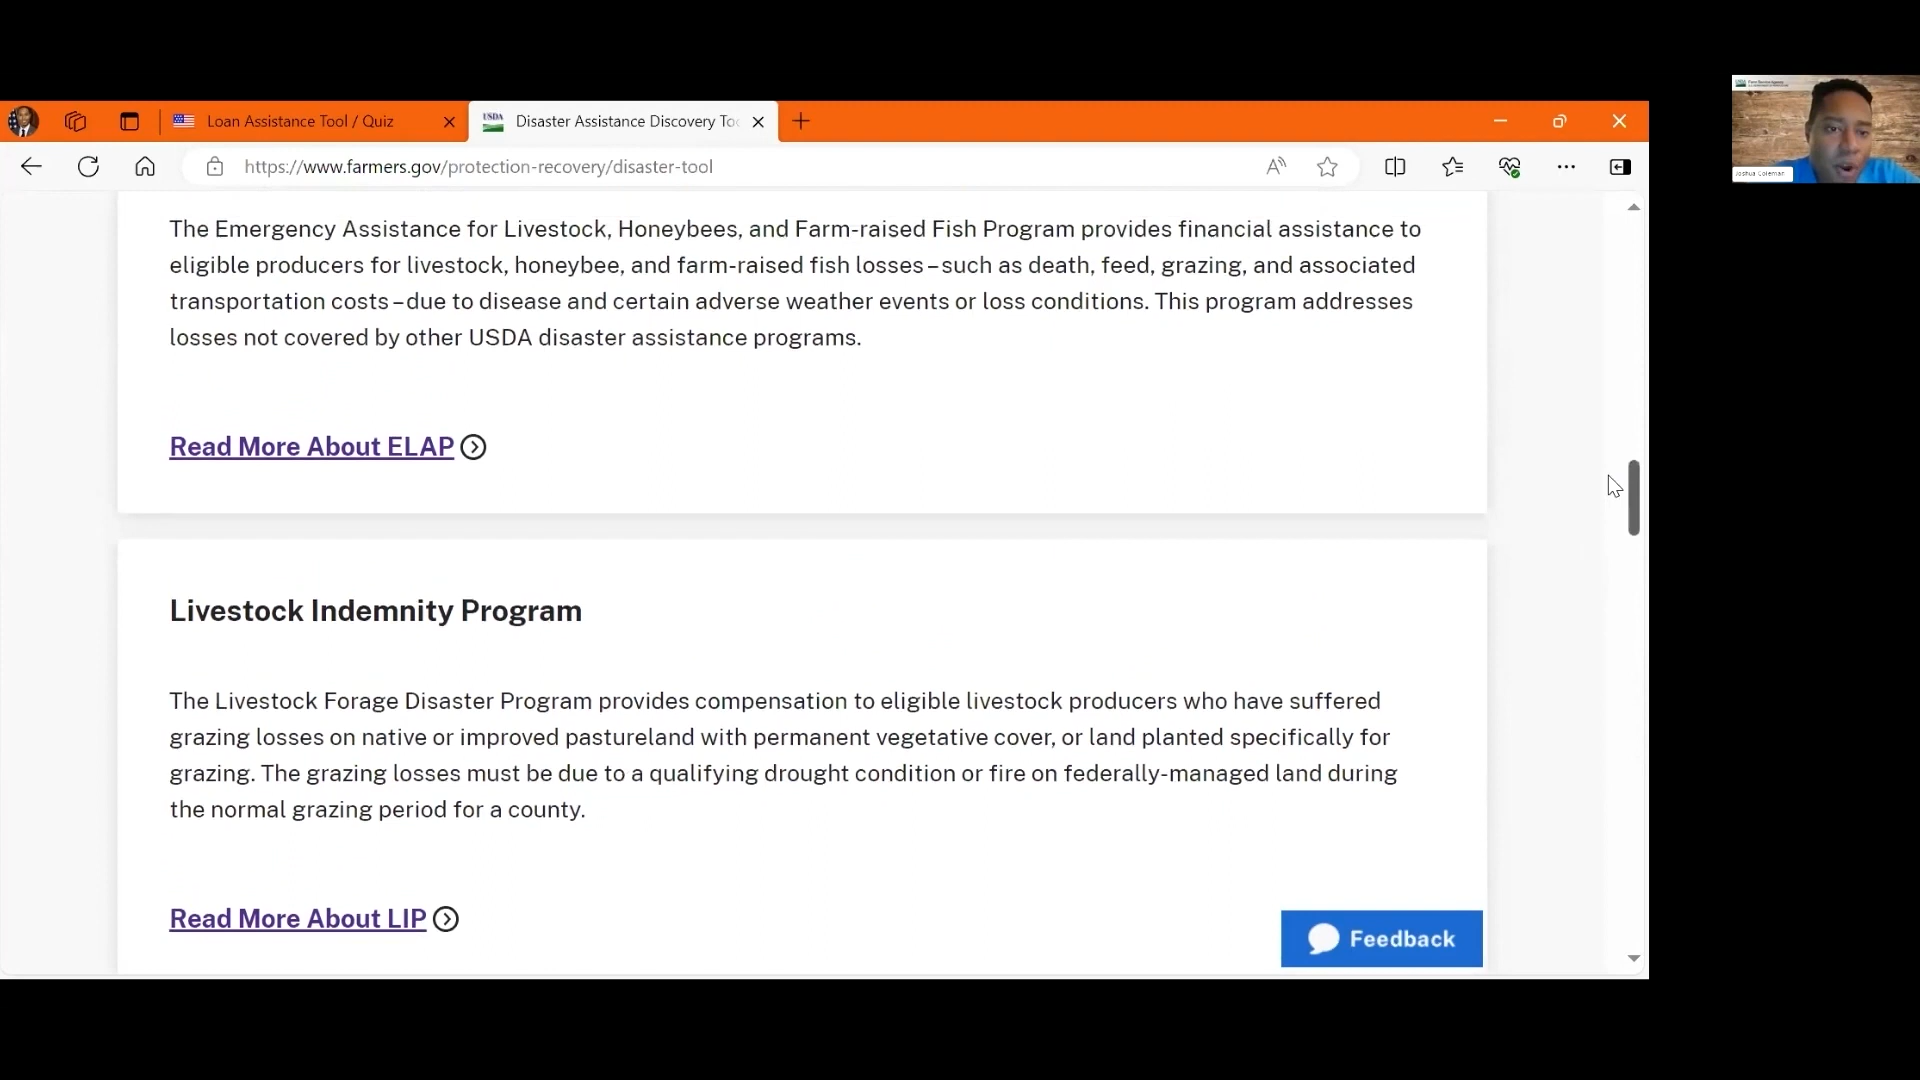 Loan Assistance Tool / Quiz
USDA
Disaster Assistance Discovery Too
https://www.farmers.gov/protection-recovery/disaster-tool
Joshua Coleman
The Emergency Assistance for Livestock, Honeybees, and Farm-raised Fish Program provides financial assistance to
eligible producers for livestock, honeybee, and farm-raised fish losses – such as death, feed, grazing, and associated
transportation costs – due to disease and certain adverse weather events or loss conditions. This program addresses
losses not covered by other USDA disaster assistance programs.
Read More About ELAP
Livestock Indemnity Program
The Livestock Forage Disaster Program provides compensation to eligible livestock producers who have suffered
grazing losses on native or improved pastureland with permanent vegetative cover, or land planted specifically for
grazing. The grazing losses must be due to a qualifying drought condition or fire on federally-managed land during
the normal grazing period for a county.
Read More About LIP
Feedback